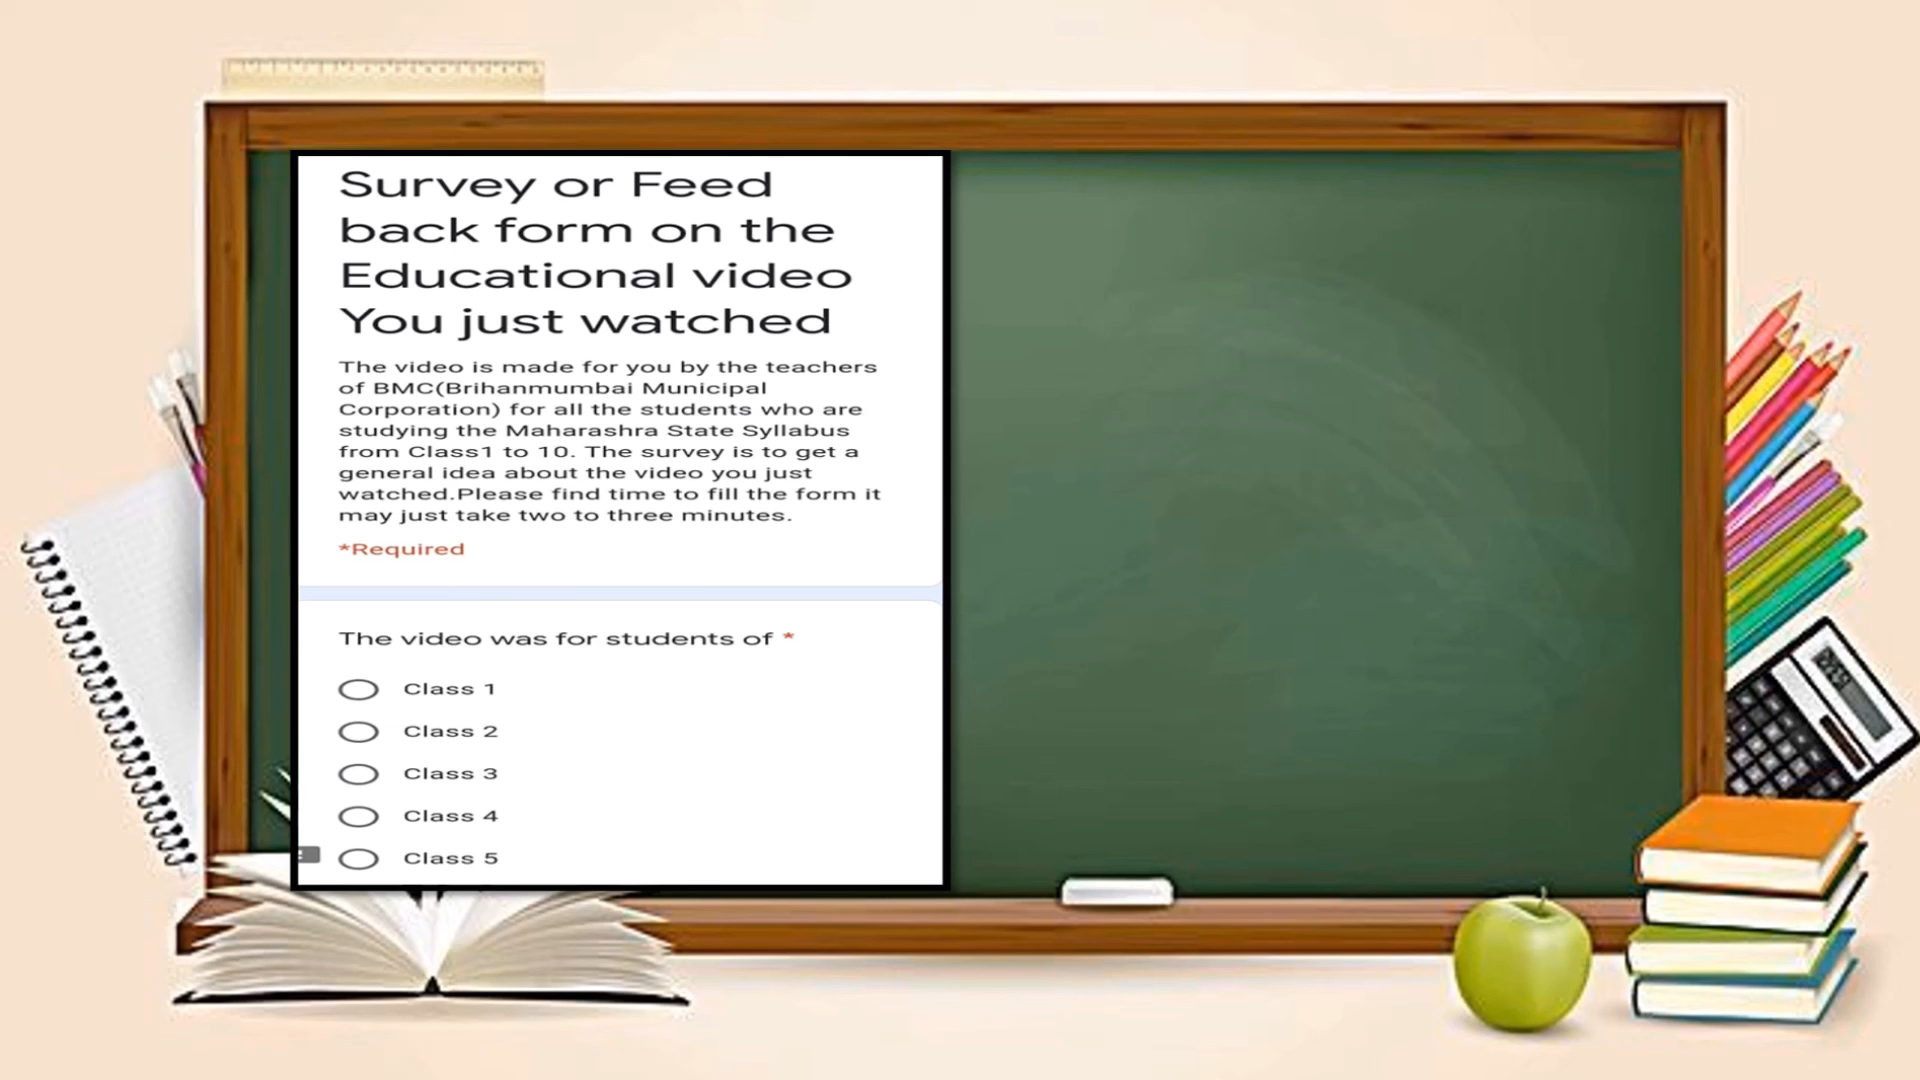 Survey or Feed
back form on the
Educational video
You just watched
The video is made for you by the teachers
of BMC(Brihanmumbai Municipal
Corporation) for all the students who are
studying the Maharashra State Syllabus
from Class1 to 10. The survey is to get a
general idea about the video you just
watched.Please find time to fill the form it
may just take two to three minutes.
*Required
The video was for students of *
Class 1
Class 2
Class 3
Class 4
Class 5